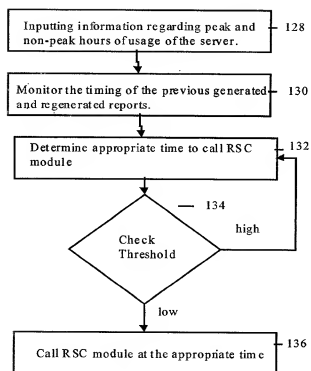 Inputting information regarding peak and
non-peak hours of usage of the server.
128
Monitor the timing of the previous generated
and regenerated reports.
130
Determine appropriate time to call RSC
module
132
134
high
Check
Threshold
low
Call RSC module at the appropriate time
136